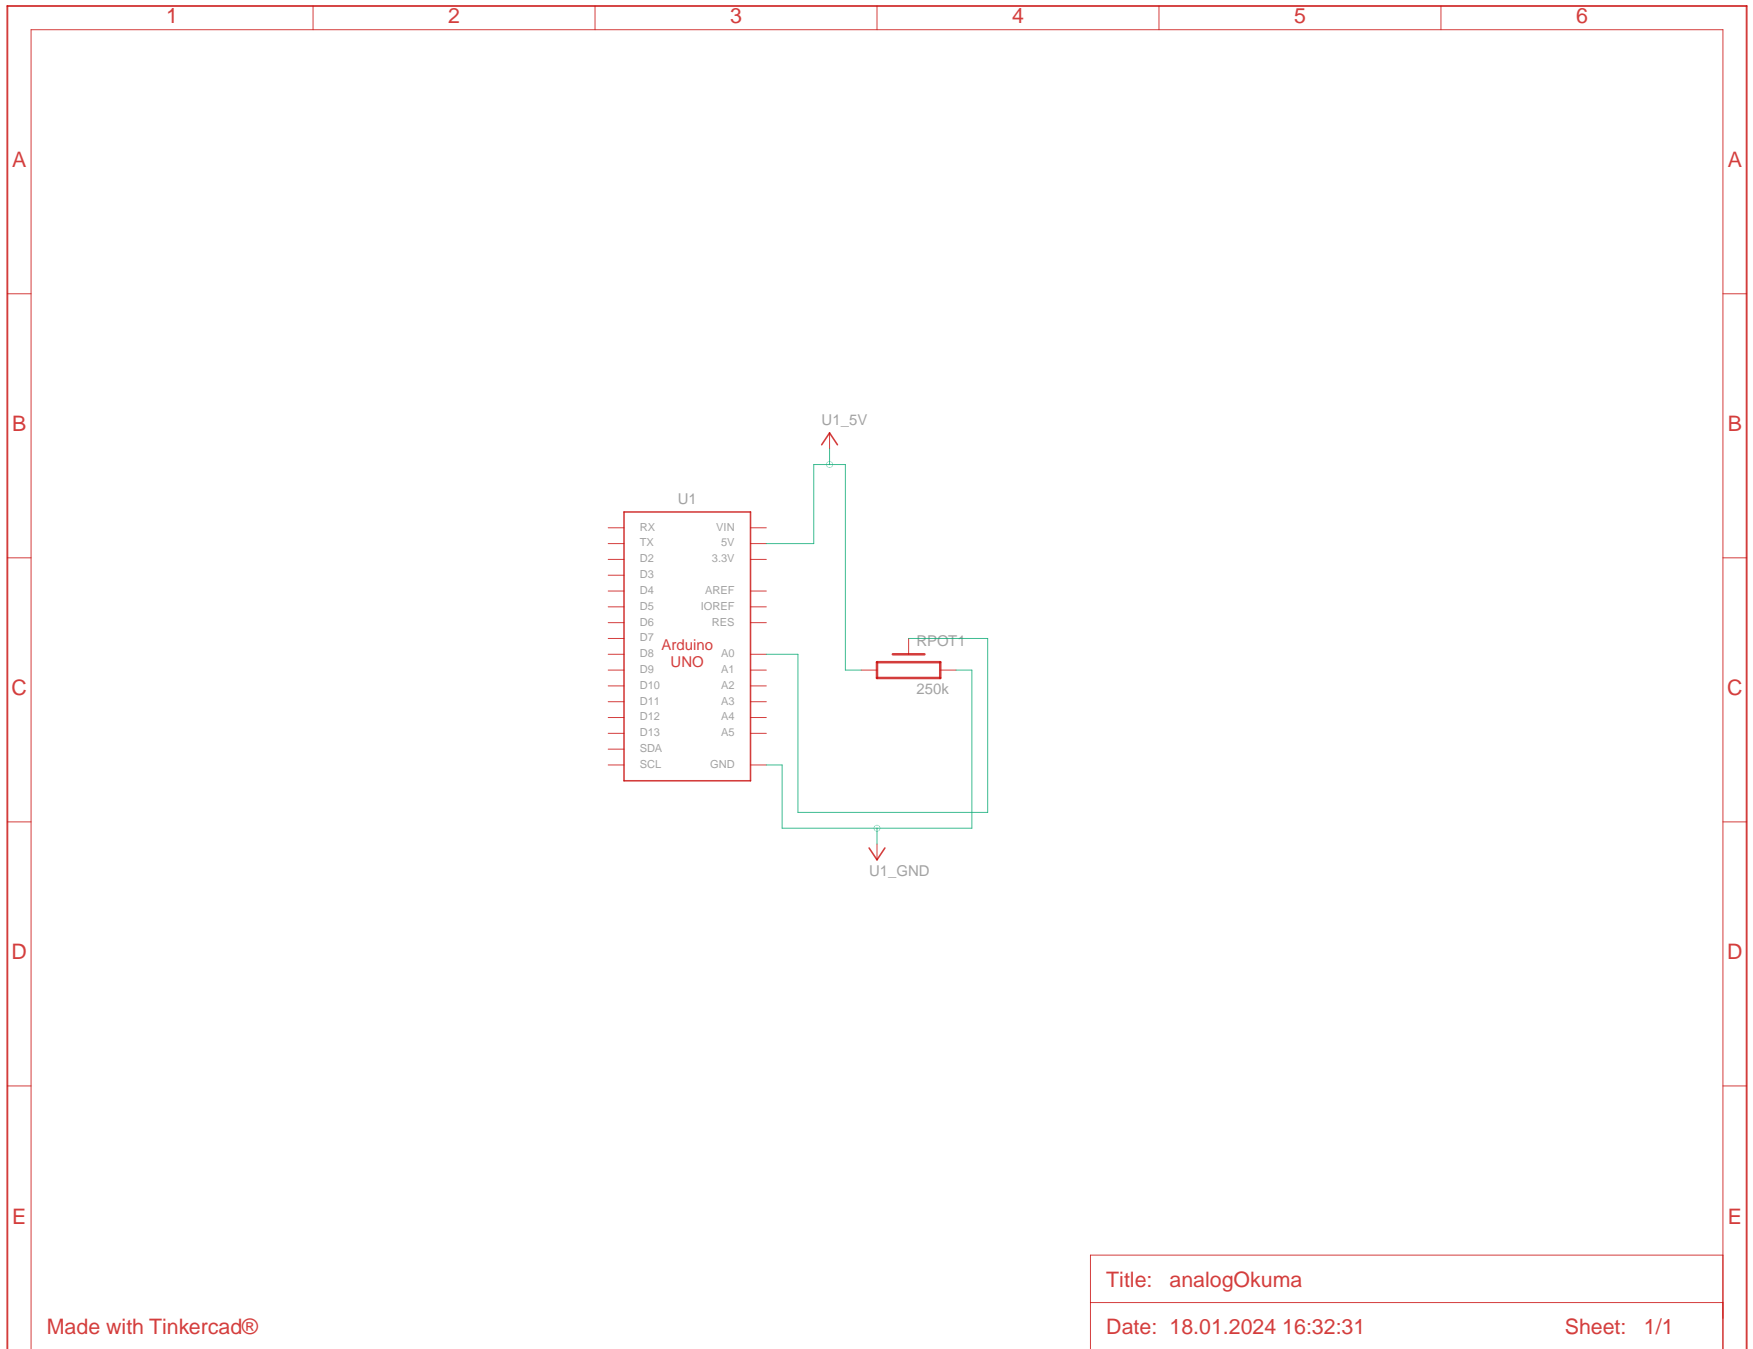 1 2 3 4 5 6
A A
B B
U1_5V
U1
RX VIN
TX 5V
D2 3.3V
D3
D4 AREF
D5 IOREF
D6 RES
D7
Arduino
UNO
D8 A0
D9 A1
D10 A2
D11 A3
D12 A4
D13 A5
SDA
SCL GND
RPOT1
250k
C C
U1_GND
D D
E E
Title: analogOkuma
Made with Tinkercad®
Date: 18.01.2024 16:32:31 Sheet: 1/1